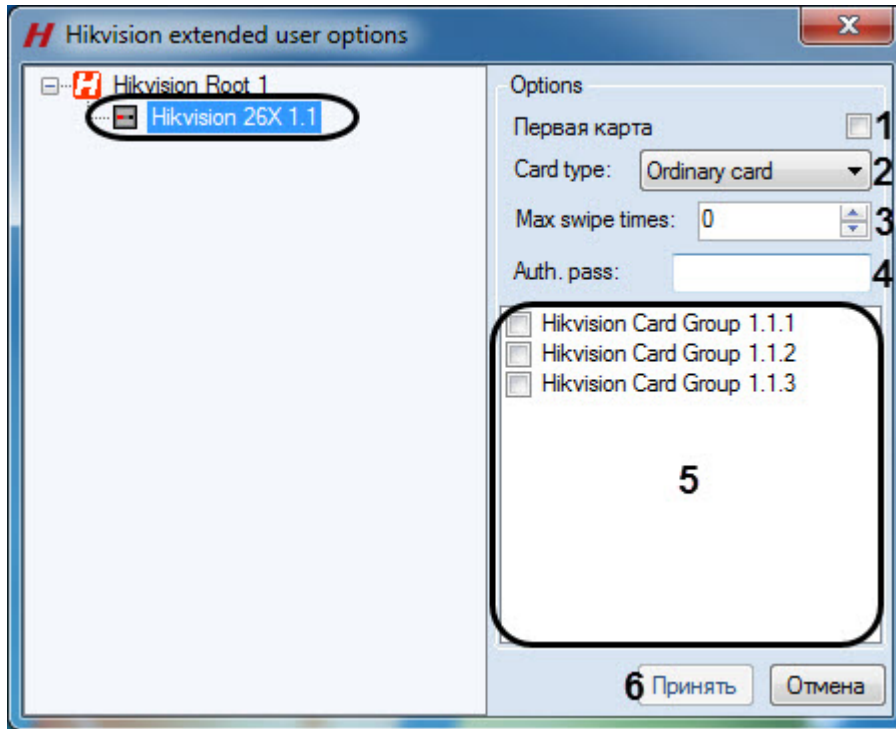 Hikvision extended user options
Hikvision Root 1
Hikvision 26X 1.1
Options
Первая карта 1
Card type: Ordinary card 2
Max swipe times: 0 3
Auth. pass: 4
Hikvision Card Group 1.1.1
Hikvision Card Group 1.1.2
Hikvision Card Group 1.1.3
5
6 Принять Отмена